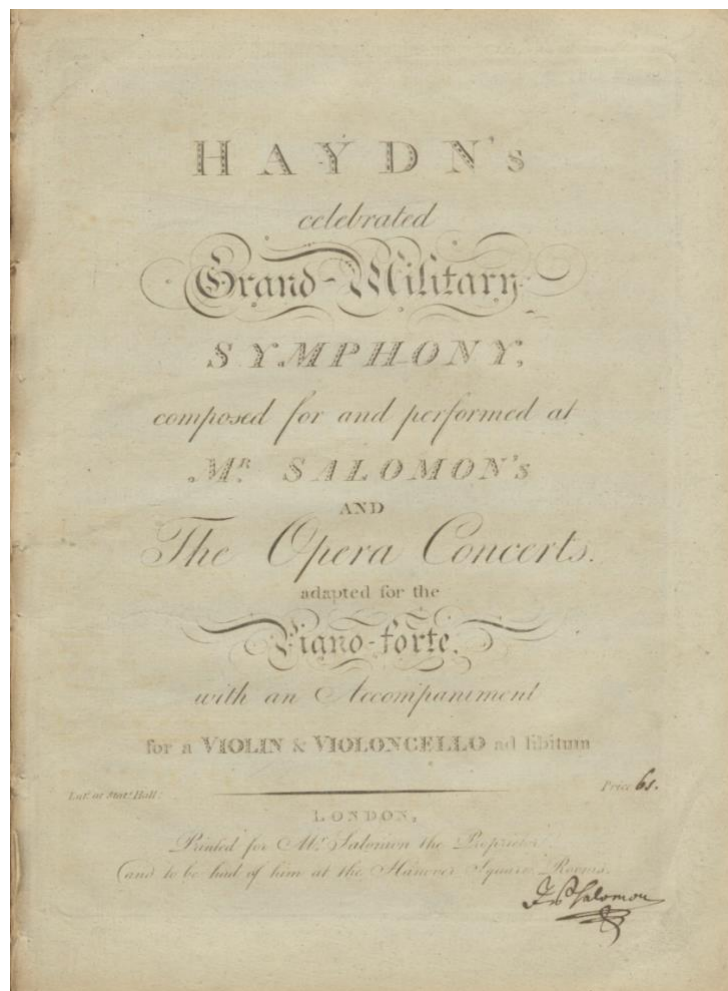 HAYDN's
celebrated
Grand-Military
SYMPHONY,
composed for and performed at
Mr. SALOMON's
AND
The Opera Concerts.
adapted for the
Piano-forte,
with an Accompaniment
for a VIOLIN & VIOLONCELLO ad libitum
Ent.d at Stat.s Hall. Price 6s.
LONDON,
Printed for Mr. Salomon the Proprietor
(and to be had of him at the Hanover Square Rooms.
Salomon